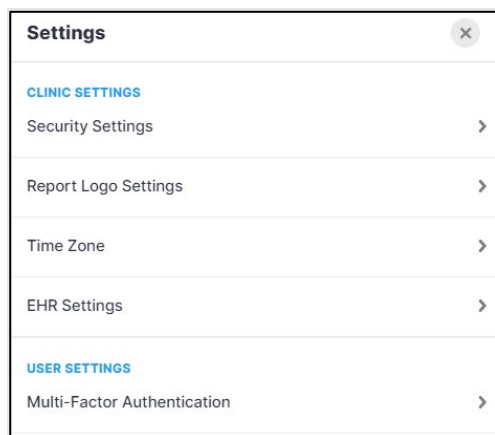 Settings
CLINIC SETTINGS
Security Settings
Report Logo Settings
Time Zone
EHR Settings
USER SETTINGS
Multi-Factor Authentication